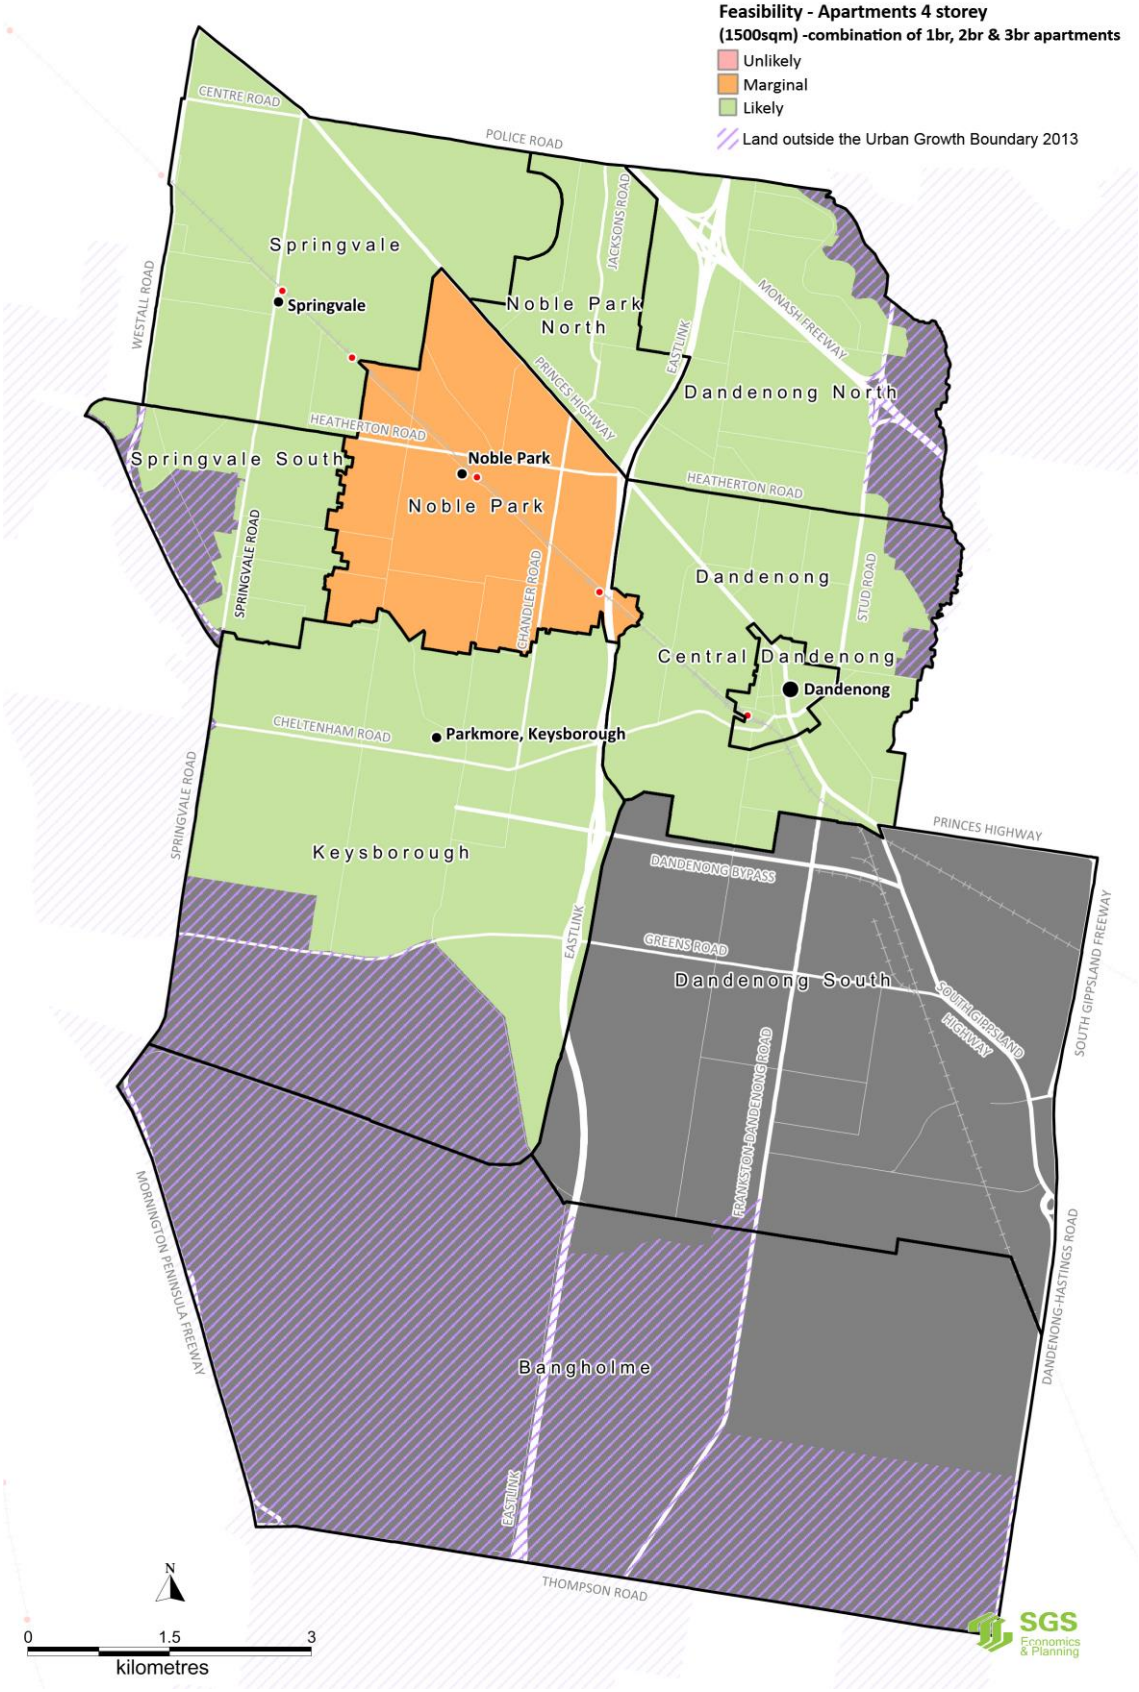 Feasibility - Apartments 4 storey
(1500sqm) -combination of 1br, 2br & 3br apartments
Unlikely
Marginal
Likely
Land outside the Urban Growth Boundary 2013
CENTRE ROAD
POLICE ROAD
JACKSONS ROAD
Springvale
WESTALL ROAD
Springvale
Noble Park
North
MONASH FREEWAY
EASTLINK
PRINCES HIGHWAY
Dandenong North
HEATHERTON ROAD
Springvale South
Noble Park
Noble Park
HEATHERTON ROAD
SPRINGVALE ROAD
CHANDLER ROAD
Dandenong
STUD ROAD
Central Dandenong
Dandenong
CHELTENHAM ROAD
Parkmore, Keysborough
SPRINGVALE ROAD
PRINCES HIGHWAY
Keysborough
DANDENONG BYPASS
EASTLINK
GREENS ROAD
Dandenong South
SOUTH GIPPSLAND FREEWAY
SOUTH GIPPSLAND
HIGHWAY
FRANKSTON-DANDENONG ROAD
MORNINGTON PENINSULA FREEWAY
DANDENONG-HASTINGS ROAD
Bangholme
EASTLINK
THOMPSON ROAD
N
0 1.5 3
kilometres
SGS
Economics
& Planning